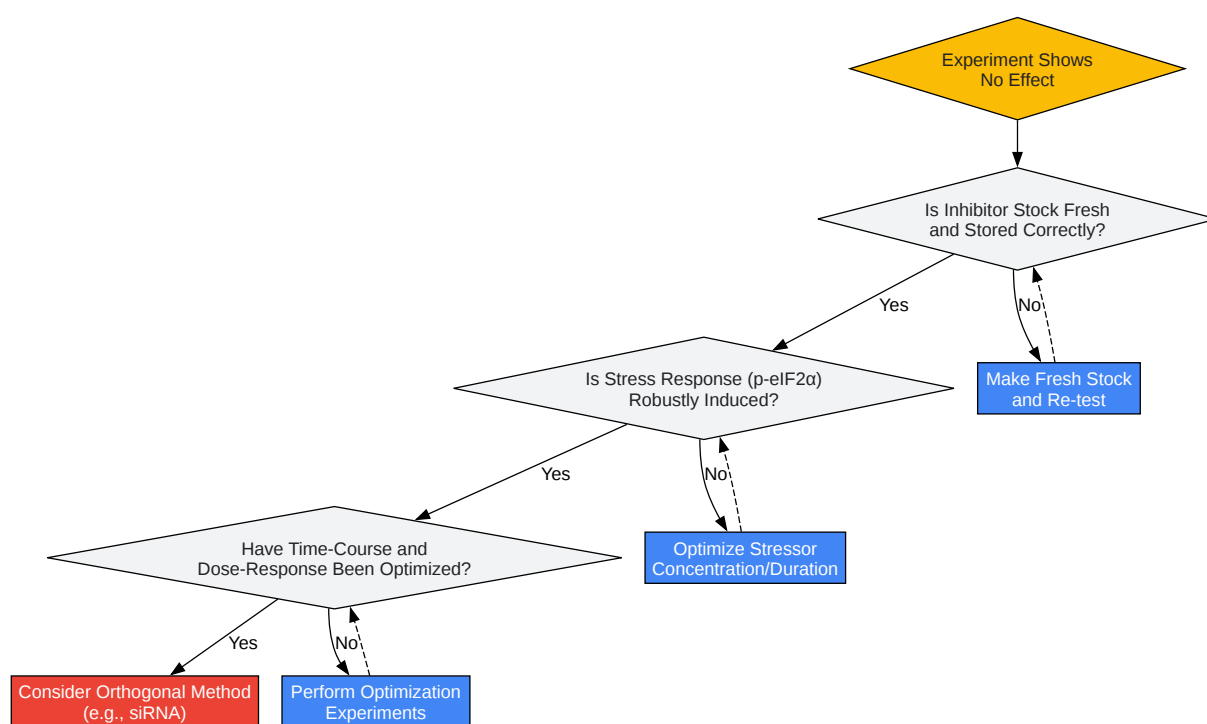 Experiment Shows
No Effect
Is Inhibitor Stock Fresh
and Stored Correctly?
Yes
No
Make Fresh Stock
and Re-test
Is Stress Response (p-eIF2α)
Robustly Induced?
Yes
No
Optimize Stressor
Concentration/Duration
Have Time-Course and
Dose-Response Been Optimized?
Yes
No
Consider Orthogonal Method
(e.g., siRNA)
Perform Optimization
Experiments